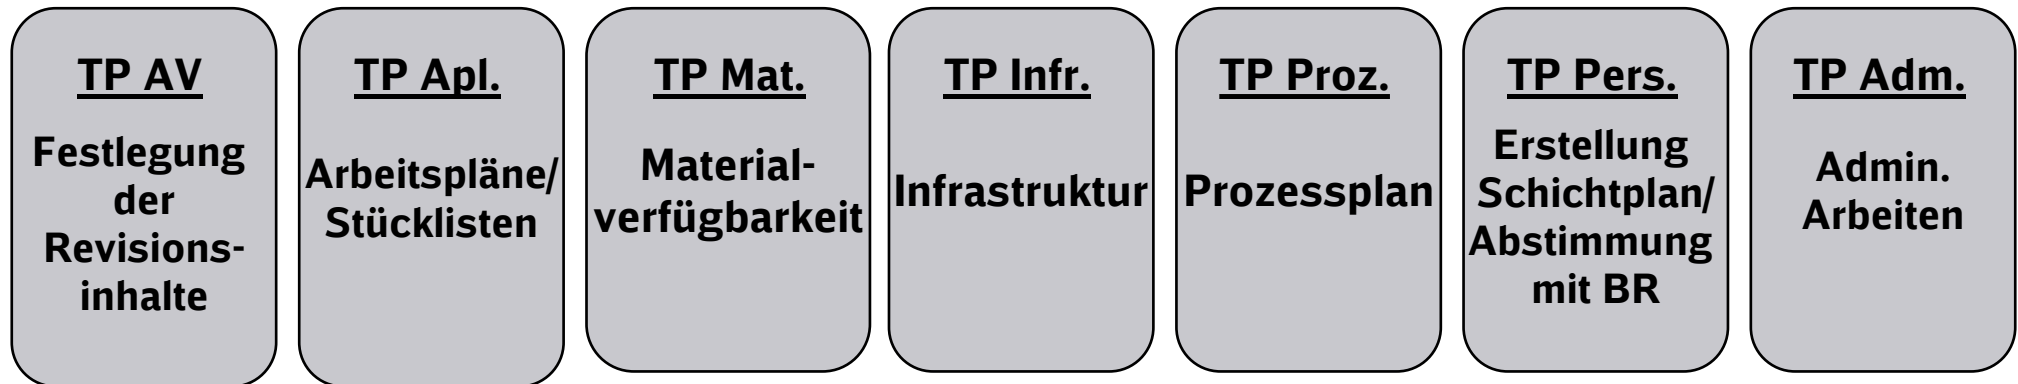 TP AV
Festlegung
der
Revisions-
inhalte
TP Apl.
Arbeitspläne/
Stücklisten
TP Mat.
Material-
verfügbarkeit
TP Infr.
Infrastruktur
TP Proz.
Prozessplan
TP Pers.
Erstellung
Schichtplan/
Abstimmung
mit BR
TP Adm.
Admin.
Arbeiten